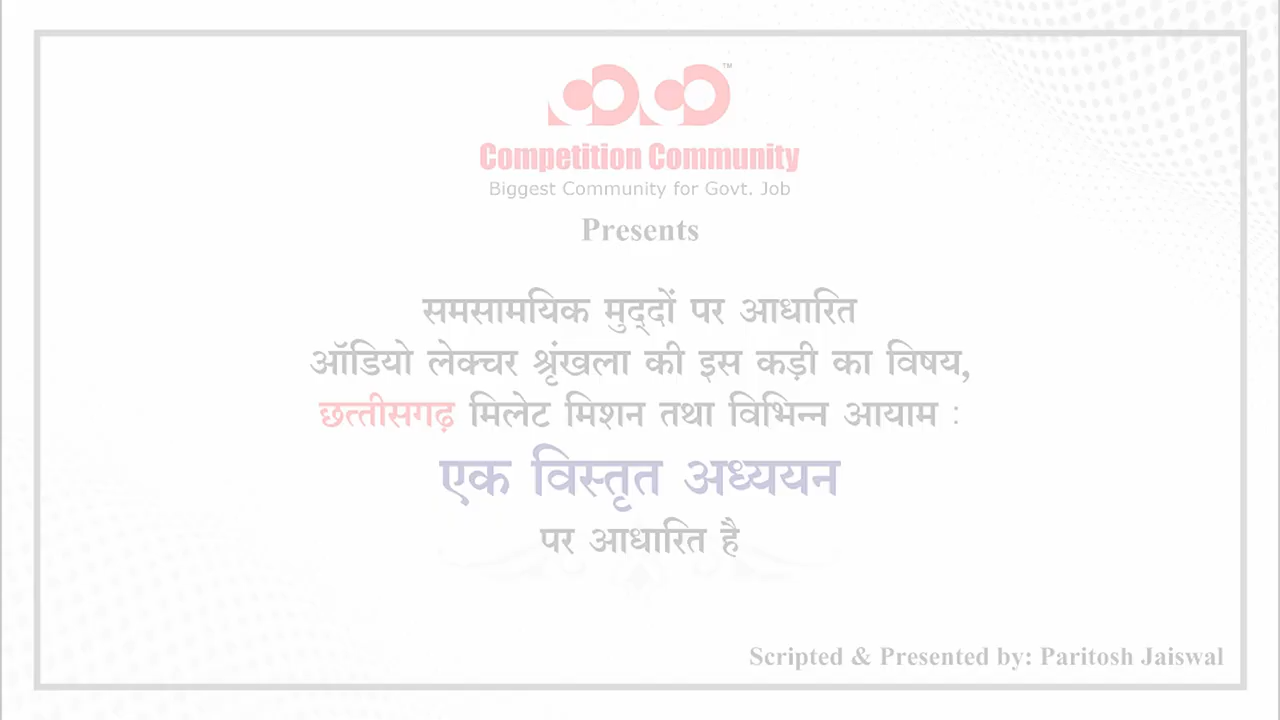 TM
Competition Community
Biggest Community for Govt. Job
Presents
समसामयिक मुद्दों पर आधारित
ऑडियो लेक्चर श्रृंखला की इस कड़ी का विषय,
छत्तीसगढ़ मिलेट मिशन तथा विभिन्न आयाम :
एक विस्तृत अध्ययन
पर आधारित है
Scripted & Presented by: Paritosh Jaiswal